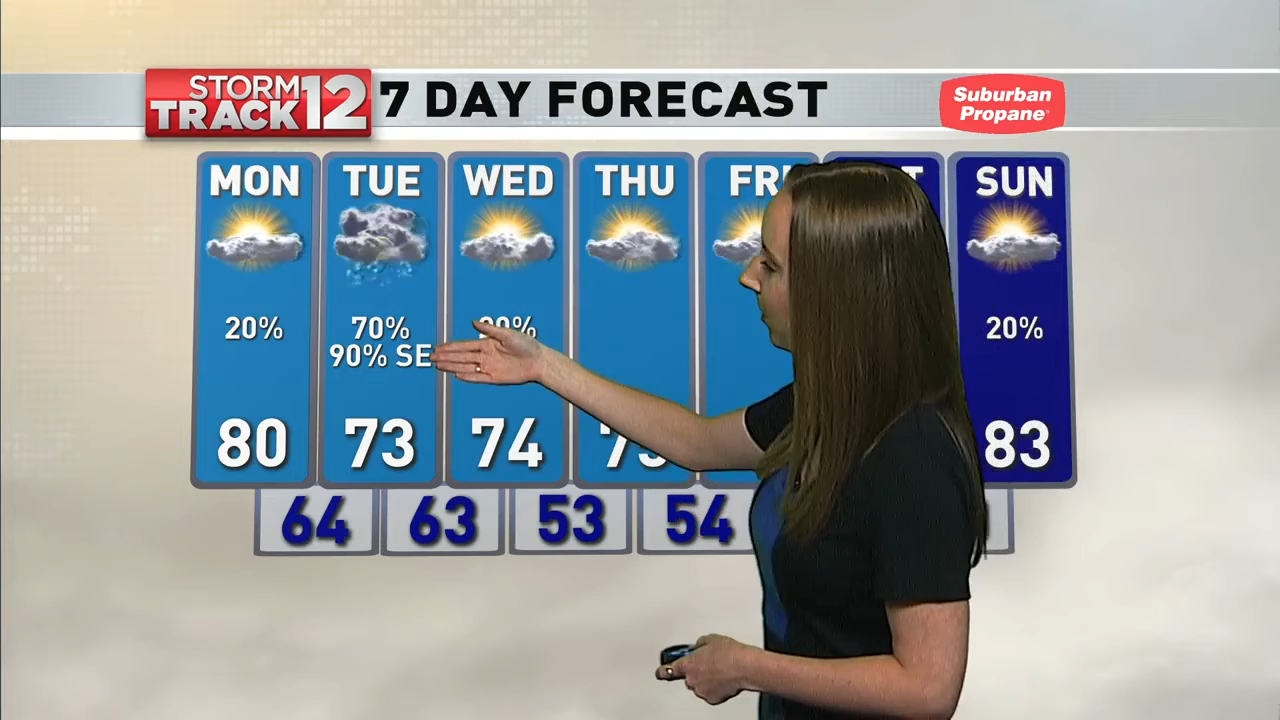 STORM
TRACK 12
7 DAY FORECAST
Suburban
Propane
MON TUE WED THU FRI SUN
20% 70% 20%
90% SE
80 73 74 83
64 63 53 54